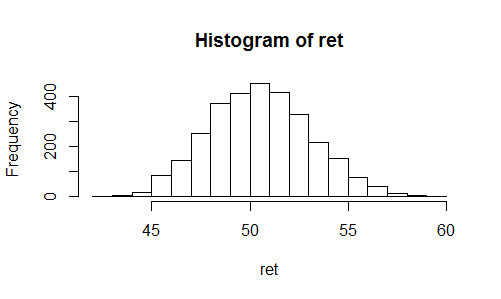 Histogram of ret
Frequency
400
200
0
45 50 55 60
ret